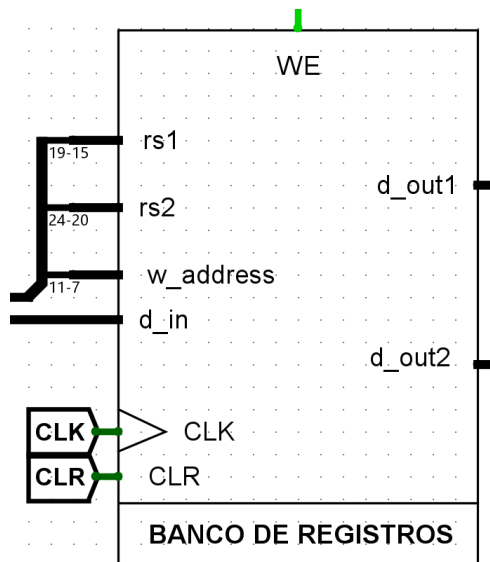 WE
rs1
19-15
d_out1
rs2
24-20
w_address
11-7
d_in
d_out2
CLK
CLK
CLR
CLR
BANCO DE REGISTROS